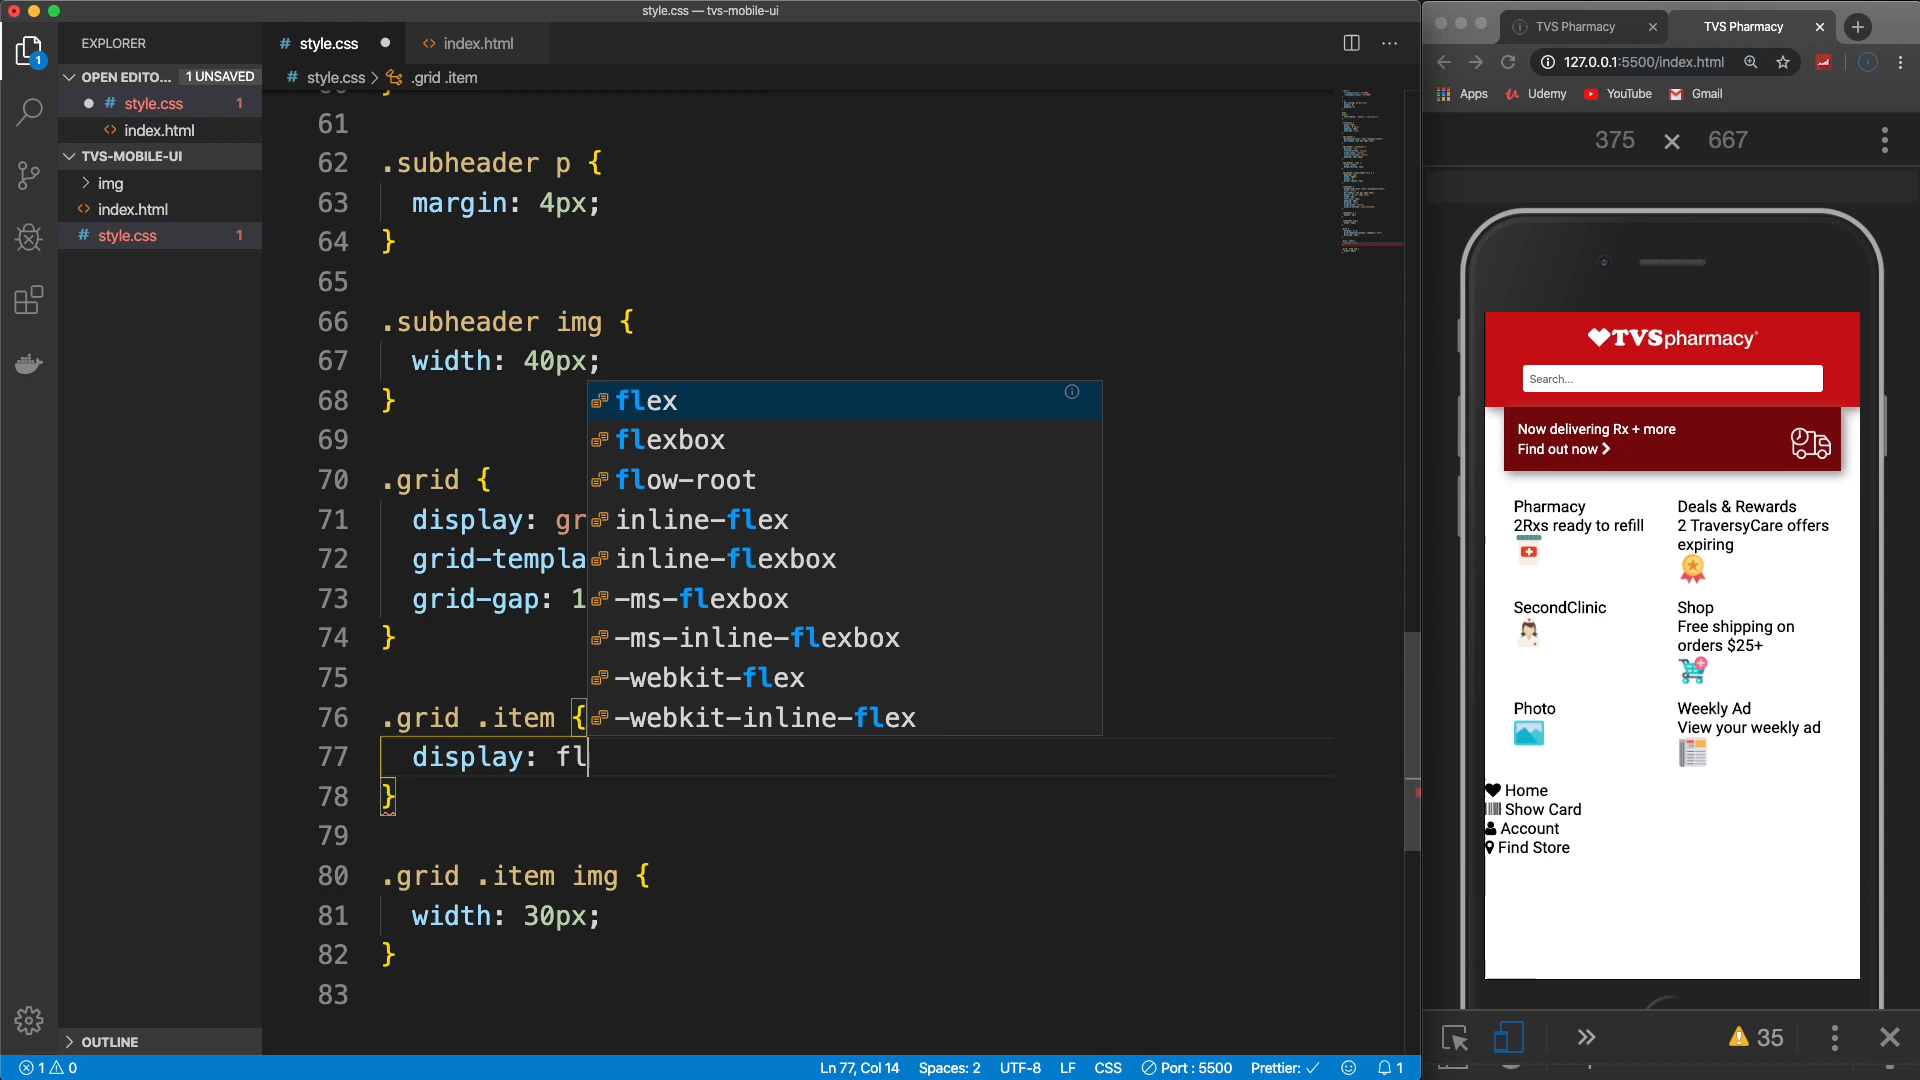 style.css — tvs-mobile-ui
EXPLORER
OPEN EDITO... 1 UNSAVED
# style.css 1
<> index.html
TVS-MOBILE-UI
> img
<> index.html
# style.css 1
OUTLINE
1
# style.css ●
<> index.html
# style.css > .grid .item
61
62 .subheader p {
63 margin: 4px;
64 }
65
66 .subheader img {
67 width: 40px;
68 }
69
70 .grid {
71 display: gr
72 grid-templa
73 grid-gap: 1
74 }
75
76 .grid .item {
77 display: fl
78 }
79
80 .grid .item img {
81 width: 30px;
82 }
83
flex
flexbox
flow-root
inline-flex
inline-flexbox
-ms-flexbox
-ms-inline-flexbox
-webkit-flex
-webkit-inline-flex
1 0
Ln 77, Col 14 Spaces: 2 UTF-8 LF CSS Port : 5500 Prettier: ✓ 1
TVS Pharmacy
TVS Pharmacy
127.0.0.1:5500/index.html
Apps Udemy YouTube Gmail
375 × 667
TVS pharmacy
Search...
Now delivering Rx + more
Find out now >
Pharmacy
2Rxs ready to refill
Deals & Rewards
2 TraversyCare offers
expiring
SecondClinic
Shop
Free shipping on
orders $25+
Photo
Weekly Ad
View your weekly ad
Home
Show Card
Account
Find Store
35